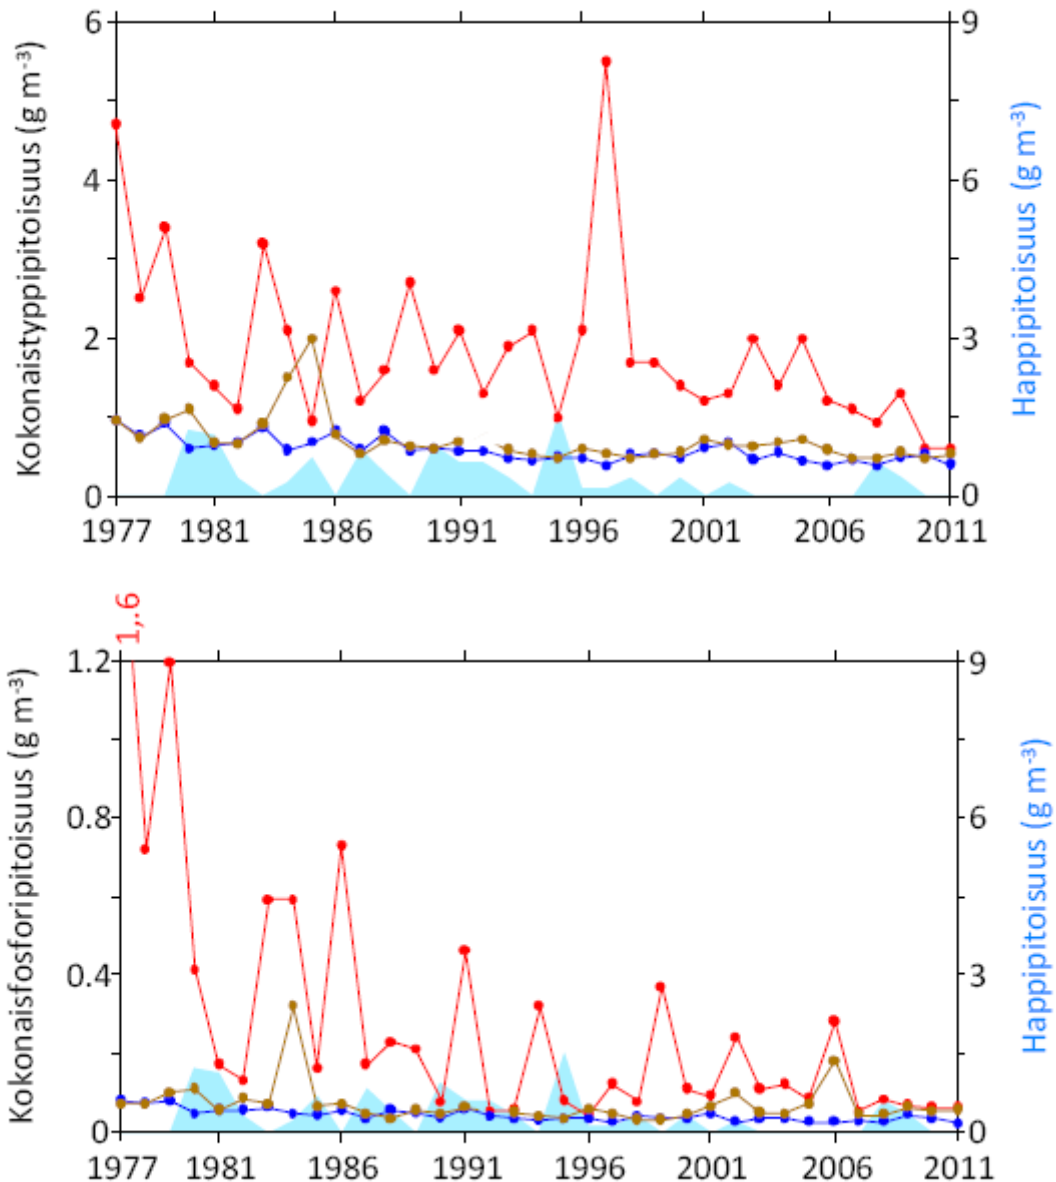 Kokonaistyppipitoisuus (g m⁻³)
6
4
2
0
9
6
3
0
Happipitoisuus (g m⁻³)
1977 1981 1986 1991 1996 2001 2006 2011
1,.6
Kokonaisfosforipitoisuus (g m⁻³)
1.2
0.8
0.4
0
9
6
3
0
Happipitoisuus (g m⁻³)
1977 1981 1986 1991 1996 2001 2006 2011